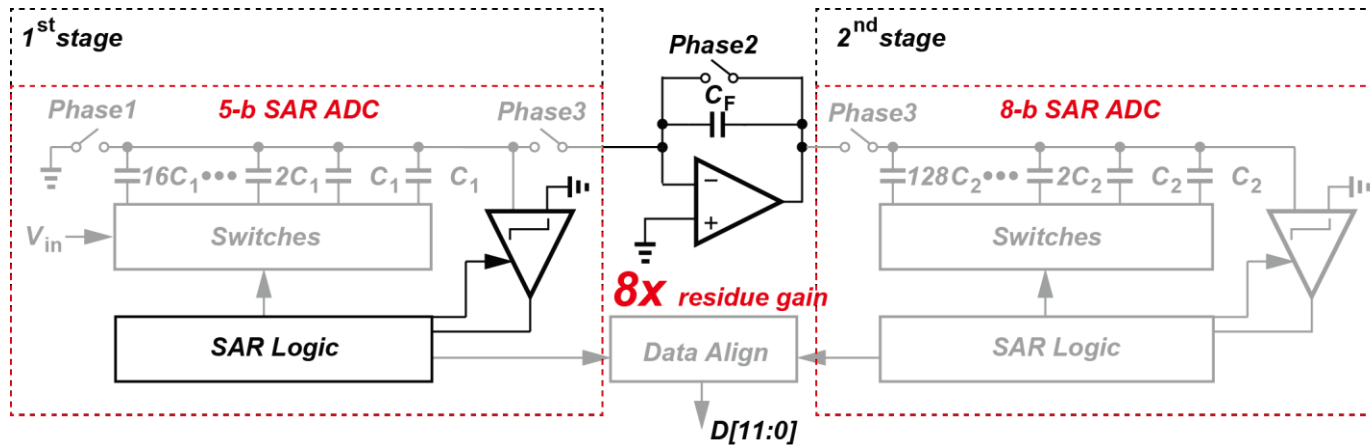 1st stage
Phase2
2nd stage
Phase1
5-b SAR ADC
Phase3
CF
Phase3
8-b SAR ADC
16C1••• 2C1 C1 C1
−
+
128C2••• 2C2 C2 C2
Vin
Switches
Switches
8x residue gain
SAR Logic
Data Align
SAR Logic
D[11:0]